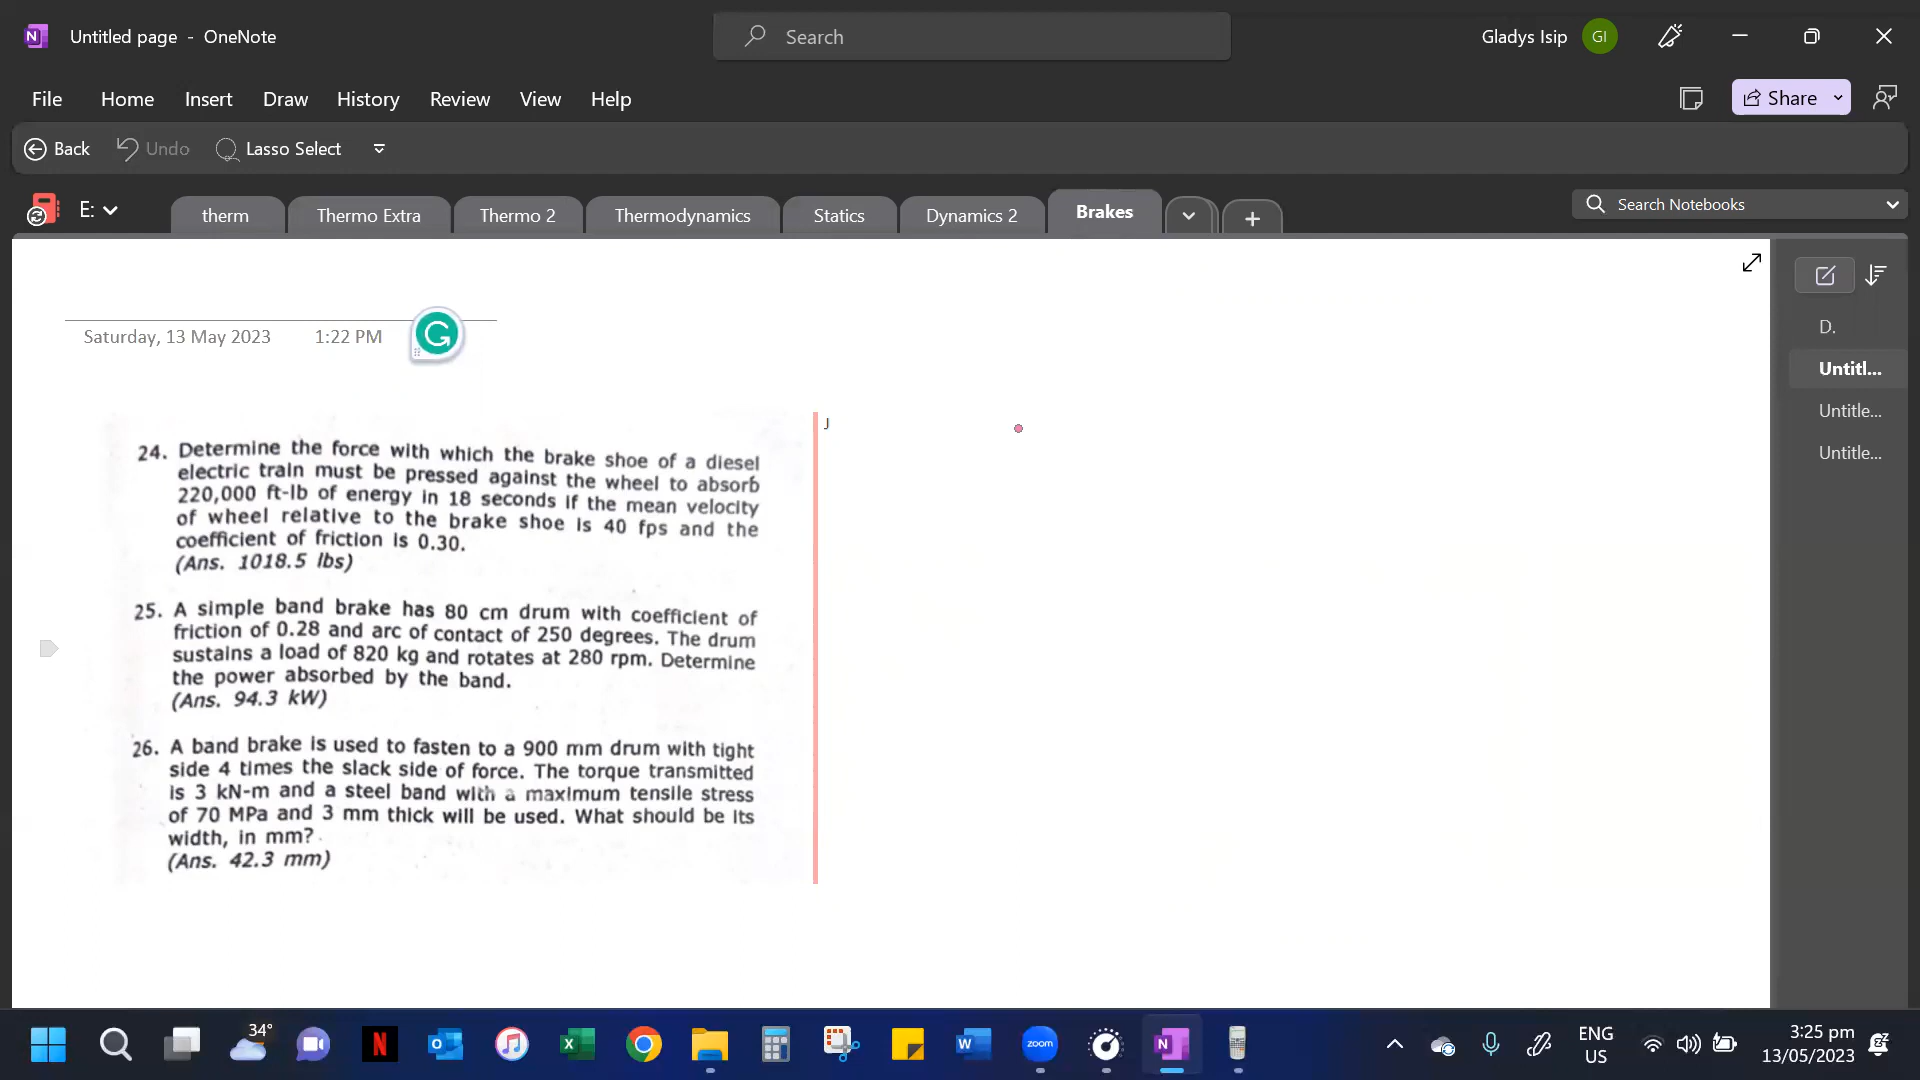 Untitled page - OneNote
Search
Gladys Isip
GI
File
Home
Insert
Draw
History
Review
View
Help
Share
Back
Undo
Lasso Select
E:
therm
Thermo Extra
Thermo 2
Thermodynamics
Statics
Dynamics 2
Brakes
Search Notebooks
Saturday, 13 May 2023
1:22 PM
D.
Untitl...
Untitle...
Untitle...
J
24. Determine the force with which the brake shoe of a diesel
electric train must be pressed against the wheel to absorb
220,000 ft-lb of energy in 18 seconds if the mean velocity
of wheel relative to the brake shoe is 40 fps and the
coefficient of friction is 0.30.
(Ans. 1018.5 lbs)
25. A simple band brake has 80 cm drum with coefficient of
friction of 0.28 and arc of contact of 250 degrees. The drum
sustains a load of 820 kg and rotates at 280 rpm. Determine
the power absorbed by the band.
(Ans. 94.3 kW)
26. A band brake is used to fasten to a 900 mm drum with tight
side 4 times the slack side of force. The torque transmitted
is 3 kN-m and a steel band with a maximum tensile stress
of 70 MPa and 3 mm thick will be used. What should be its
width, in mm?
(Ans. 42.3 mm)
34°
zoom
ENG
US
3:25 pm
13/05/2023